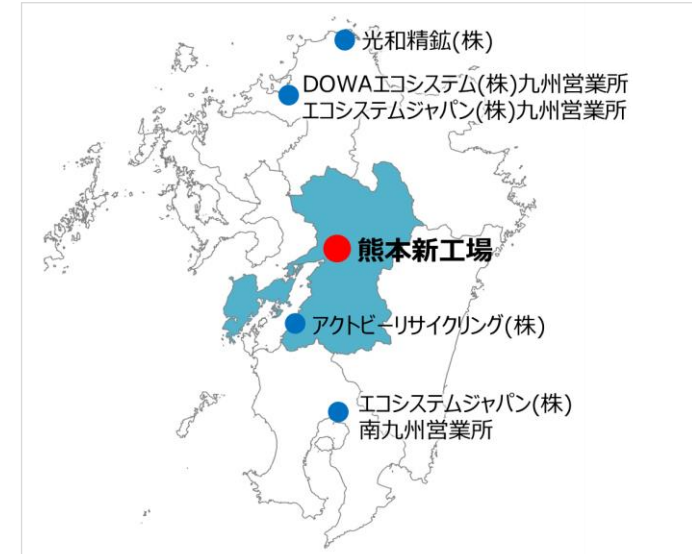 光和精鉱(株)
DOWAエコシステム(株)九州営業所
エコシステムジャパン(株)九州営業所
熊本新工場
アクトビーリサイクリング(株)
エコシステムジャパン(株)
南九州営業所